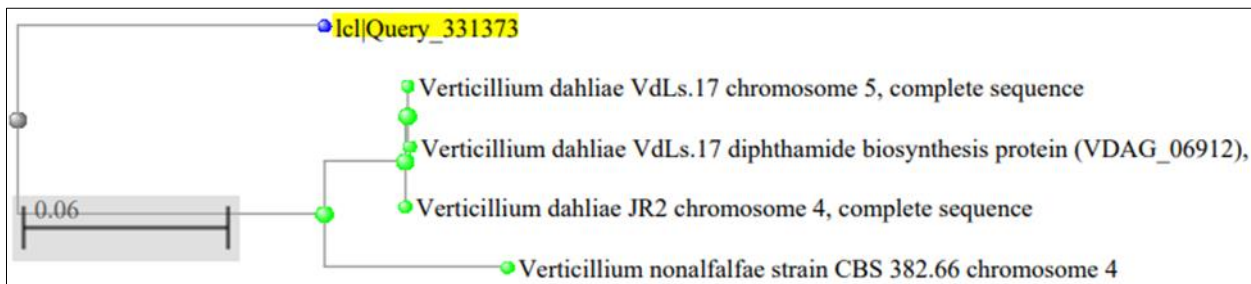 lcl|Query_331373
Verticillium dahliae VdLs.17 chromosome 5, complete sequence
Verticillium dahliae VdLs.17 diphthamide biosynthesis protein (VDAG_06912),
Verticillium dahliae JR2 chromosome 4, complete sequence
0.06
Verticillium nonalfalfae strain CBS 382.66 chromosome 4